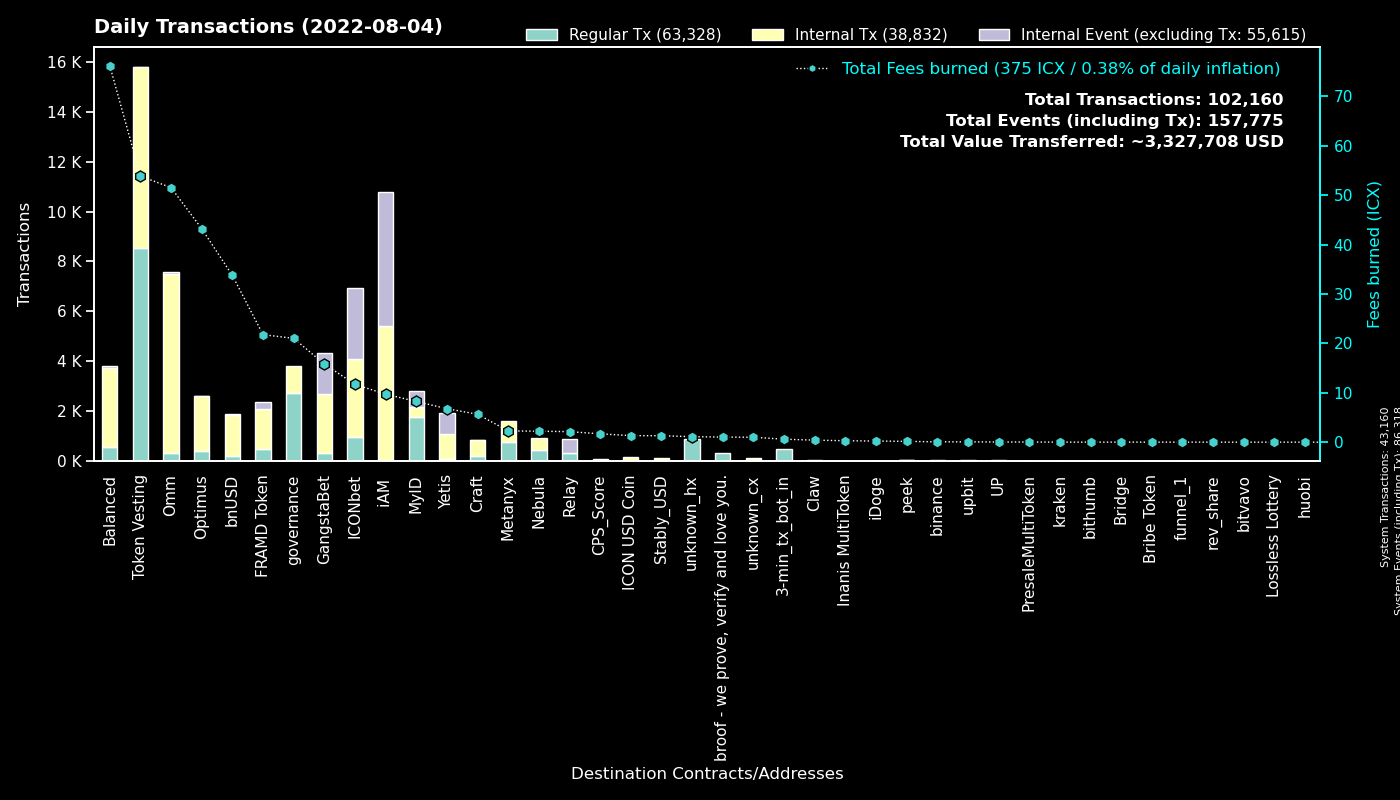 Daily Transactions (2022-08-04)
Regular Tx (63,328)
Internal Tx (38,832)
Internal Event (excluding Tx: 55,615)
Total Fees burned (375 ICX / 0.38% of daily inflation)
Total Transactions: 102,160
Total Events (including Tx): 157,775
Total Value Transferred: ~3,327,708 USD
Transactions
16 K
14 K
12 K
10 K
8 K
6 K
4 K
2 K
0 K
70
60
50
40
30
20
10
0
Fees burned (ICX)
Balanced
Token Vesting
Omm
Optimus
bnUSD
FRAMD Token
governance
GangstaBet
ICONbet
iAM
MyID
Yetis
Craft
Metanyx
Nebula
Relay
CPS_Score
ICON USD Coin
Stably_USD
unknown_hx
broof - we prove, verify and love you.
unknown_cx
3-min_tx_bot_in
Claw
Inanis MultiToken
iDoge
peek
binance
upbit
UP
PresaleMultiToken
kraken
bithumb
Bridge
Bribe Token
funnel_1
rev_share
bitvavo
Lossless Lottery
huobi
Destination Contracts/Addresses
System Transactions: 43,160
System Events (including Tx): 86,318